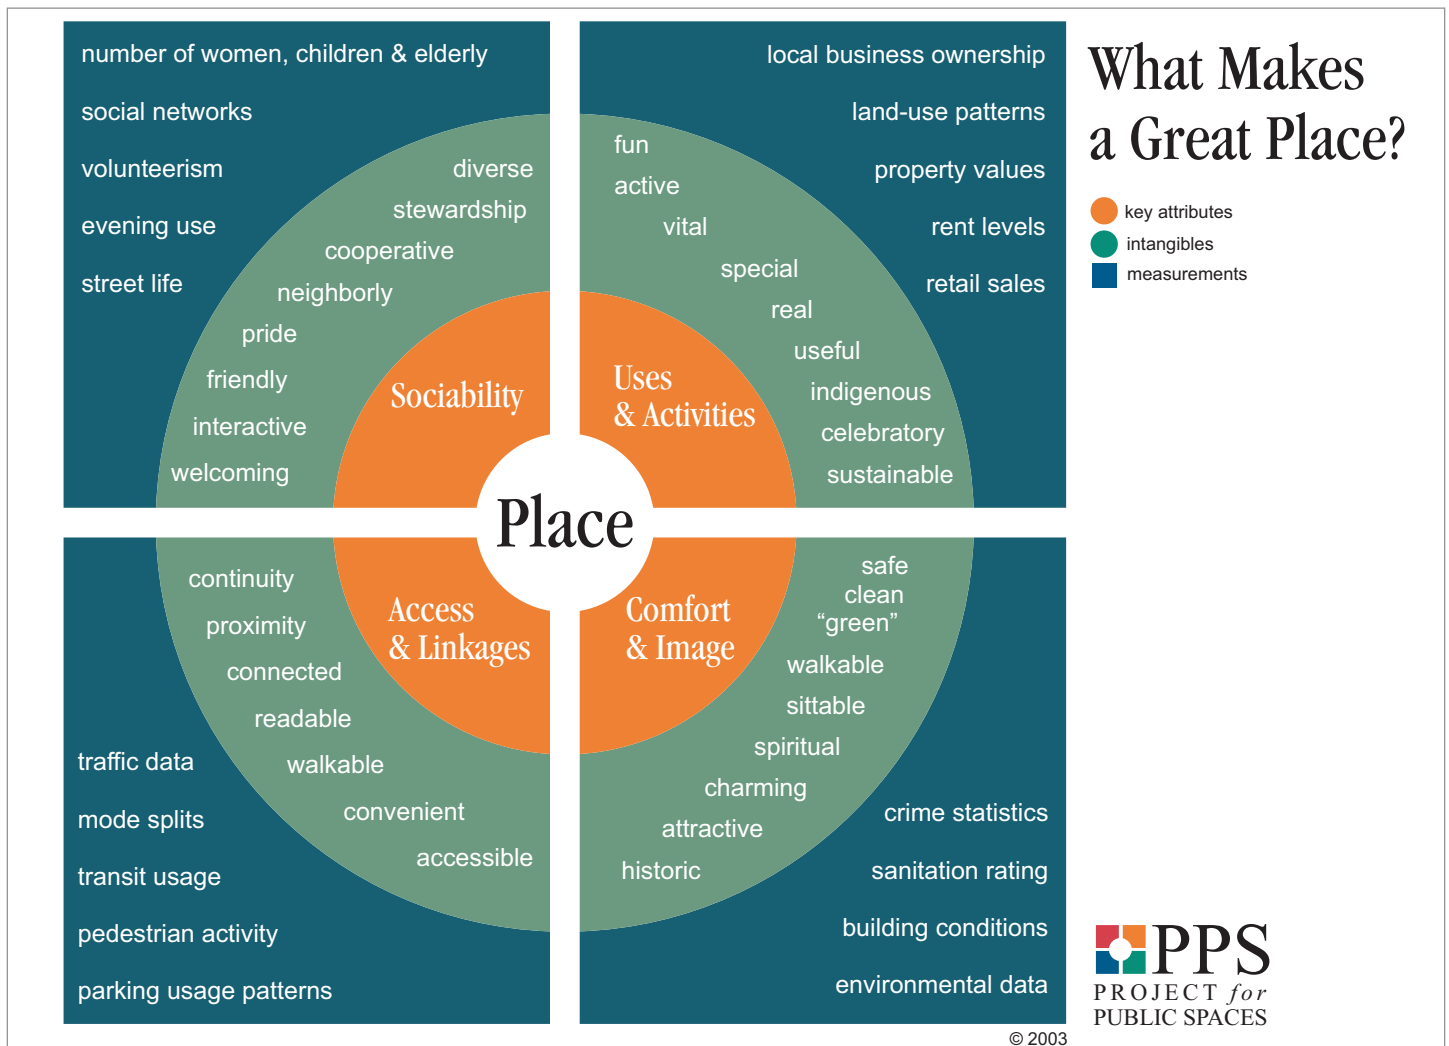 What Makes
a Great Place?
key attributes
intangibles
measurements
number of women, children & elderly
social networks
volunteerism
evening use
street life
diverse
stewardship
cooperative
neighborly
pride
friendly
interactive
welcoming
Sociability
local business ownership
land-use patterns
property values
rent levels
retail sales
fun
active
vital
special
real
useful
indigenous
celebratory
sustainable
Uses
& Activities
Place
continuity
proximity
connected
readable
walkable
convenient
accessible
Access
& Linkages
traffic data
mode splits
transit usage
pedestrian activity
parking usage patterns
Comfort
& Image
safe
clean
“green”
walkable
sittable
spiritual
charming
attractive
historic
crime statistics
sanitation rating
building conditions
environmental data
PPS
PROJECT for
PUBLIC SPACES
© 2003